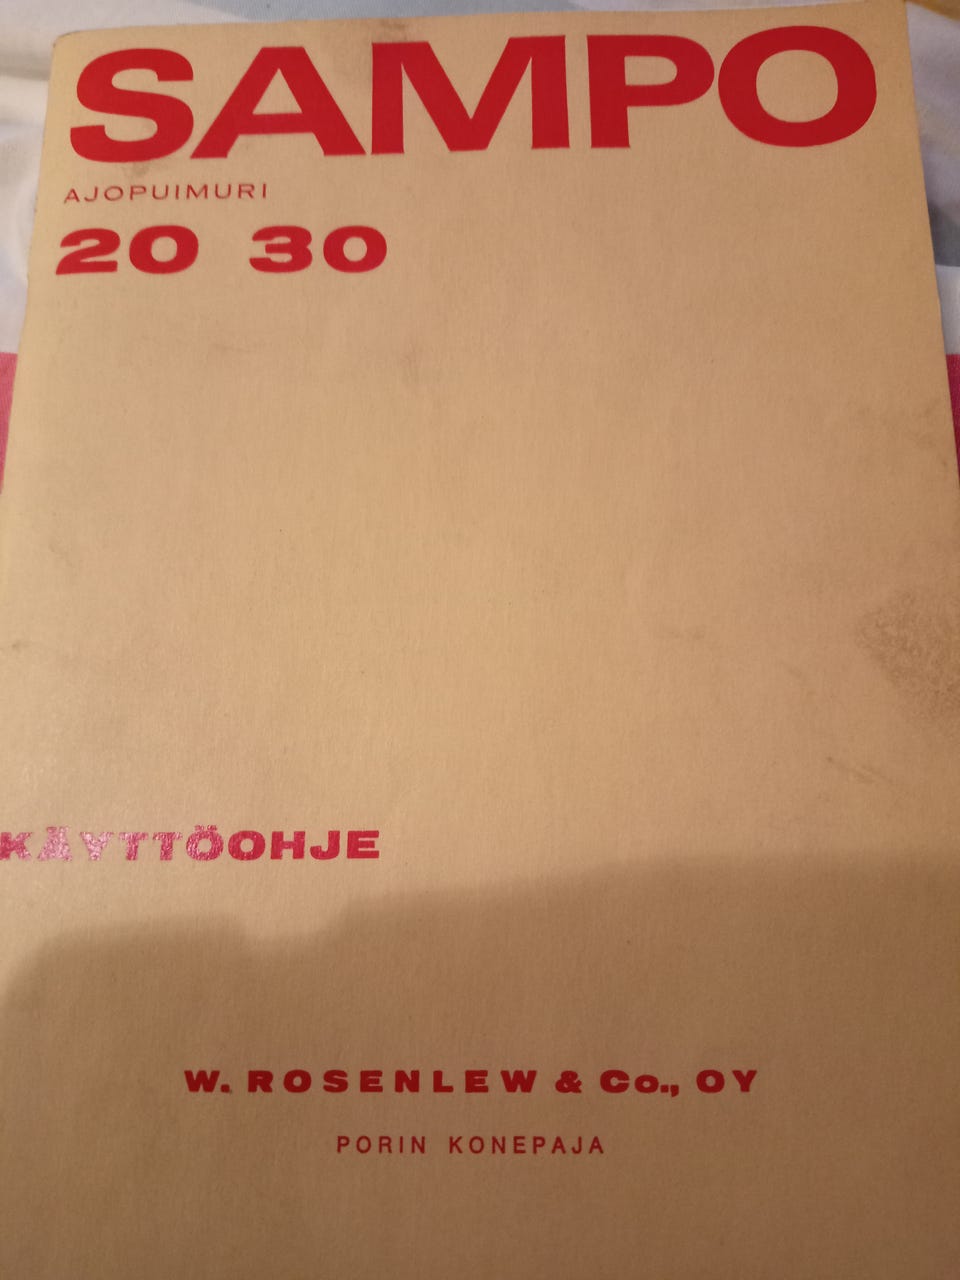 SAMPO
AJOPUIMURI
20 30
KÄYTTÖOHJE
W. ROSENLEW & Co., OY
PORIN KONEPAJA